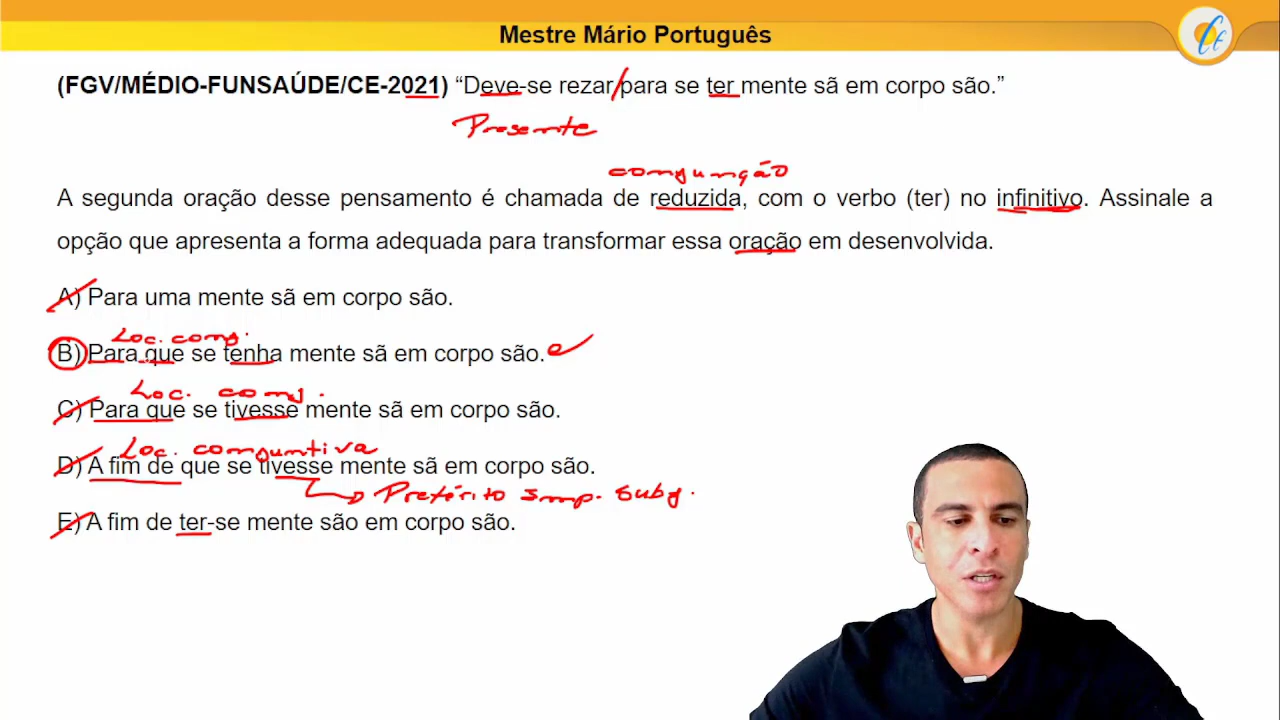 Mestre Mário Português
(FGV/MÉDIO-FUNSAÚDE/CE-2021) “Deve-se rezar/para se ter mente sã em corpo são.”
Presente
conjunção
A segunda oração desse pensamento é chamada de reduzida, com o verbo (ter) no infinitivo. Assinale a
opção que apresenta a forma adequada para transformar essa oração em desenvolvida.
A) Para uma mente sã em corpo são.
Loc. conj.
B) Para que se tenha mente sã em corpo são.
Loc. conj.
C) Para que se tivesse mente sã em corpo são.
Loc. conjuntiva
D) A fim de que se tivesse mente sã em corpo são.
Pretérito imp. Subj.
E) A fim de ter-se mente são em corpo são.